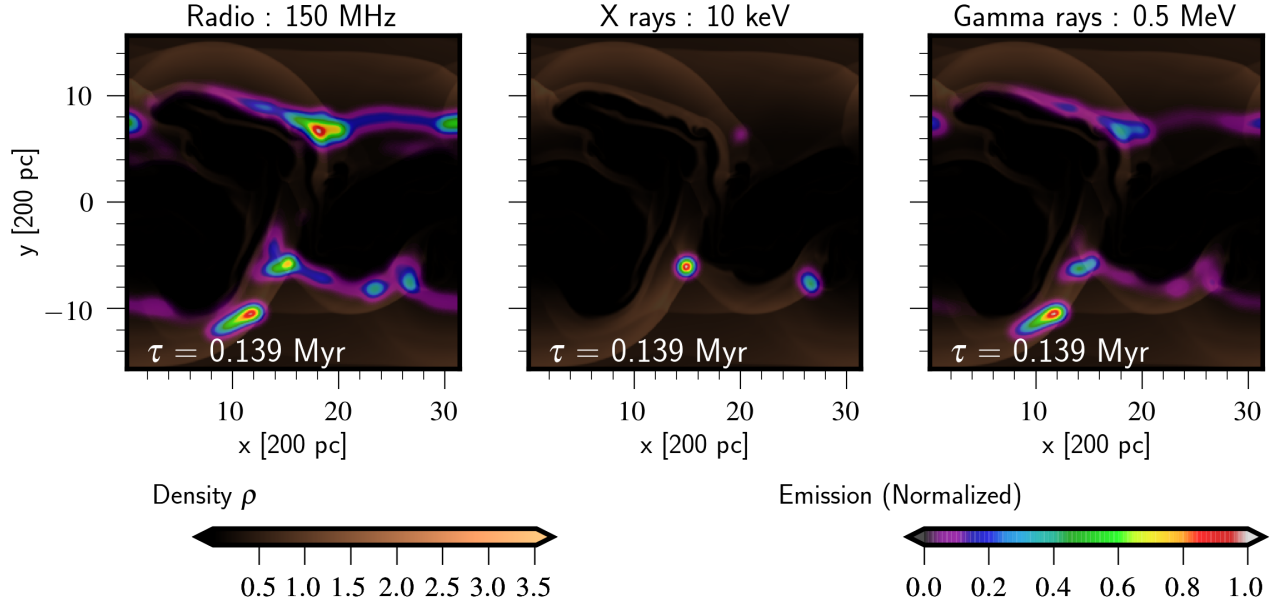 Radio : 150 MHz
X rays : 10 keV
Gamma rays : 0.5 MeV
y [200 pc]
10
0
−10
τ = 0.139 Myr
τ = 0.139 Myr
τ = 0.139 Myr
10 20 30
10 20 30
10 20 30
x [200 pc]
x [200 pc]
x [200 pc]
Density ρ
Emission (Normalized)
0.5 1.0 1.5 2.0 2.5 3.0 3.5
0.0 0.2 0.4 0.6 0.8 1.0